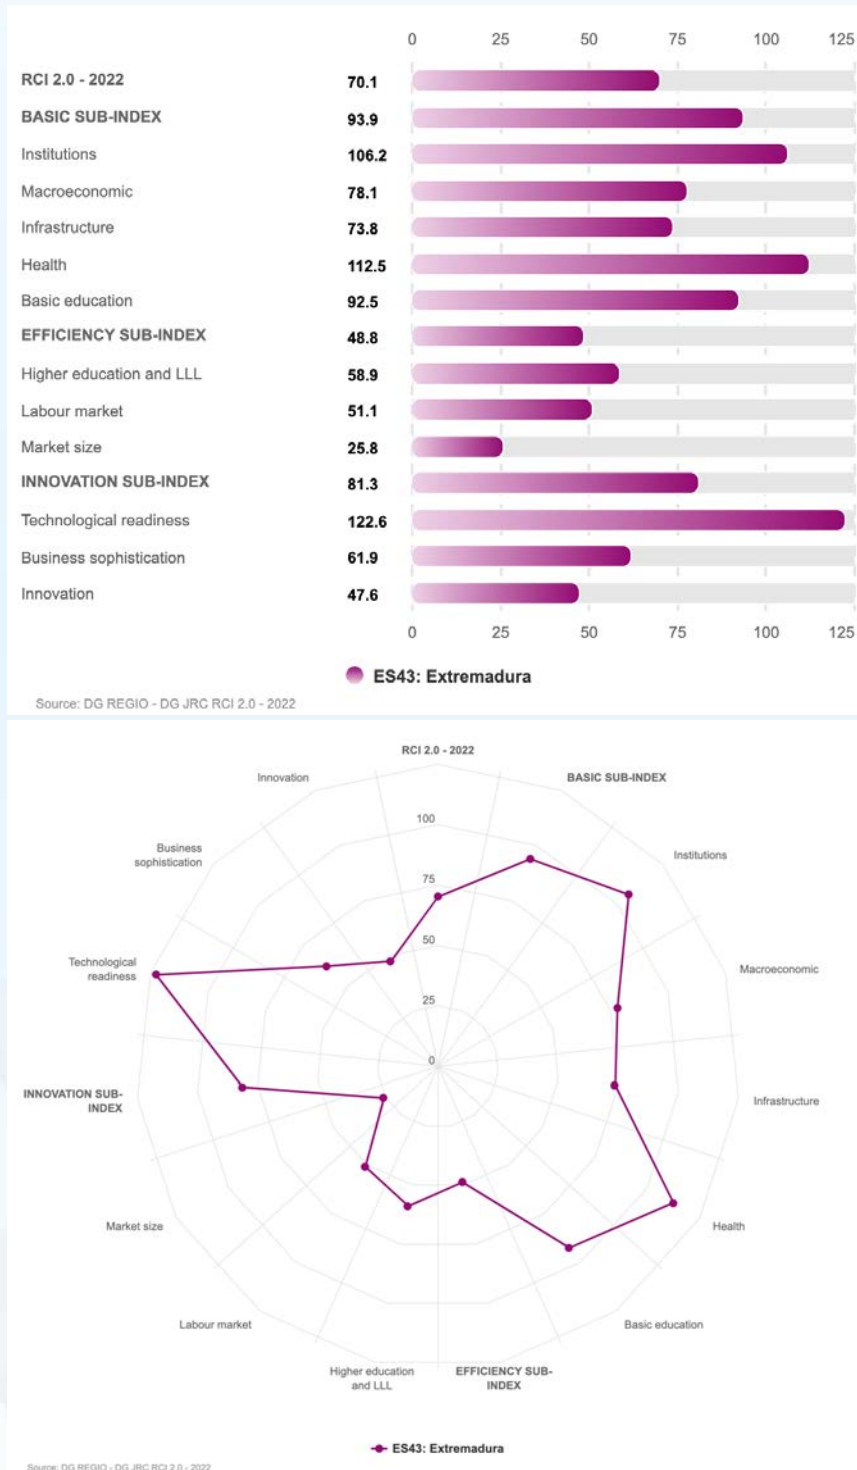 0 25 50 75 100 125
RCI 2.0 - 2022 70.1
BASIC SUB-INDEX 93.9
Institutions 106.2
Macroeconomic 78.1
Infrastructure 73.8
Health 112.5
Basic education 92.5
EFFICIENCY SUB-INDEX 48.8
Higher education and LLL 58.9
Labour market 51.1
Market size 25.8
INNOVATION SUB-INDEX 81.3
Technological readiness 122.6
Business sophistication 61.9
Innovation 47.6
0 25 50 75 100 125
ES43: Extremadura
Source: DG REGIO - DG JRC RCI 2.0 - 2022
RCI 2.0 - 2022
Innovation
BASIC SUB-INDEX
100
Business
sophistication
Institutions
75
50
Technological
readiness
Macroeconomic
25
0
INNOVATION SUB-
INDEX
Infrastructure
Market size
Health
Labour market
Basic education
Higher education
and LLL
EFFICIENCY SUB-
INDEX
ES43: Extremadura
Source: DG REGIO - DG JRC RCI 2.0 - 2022